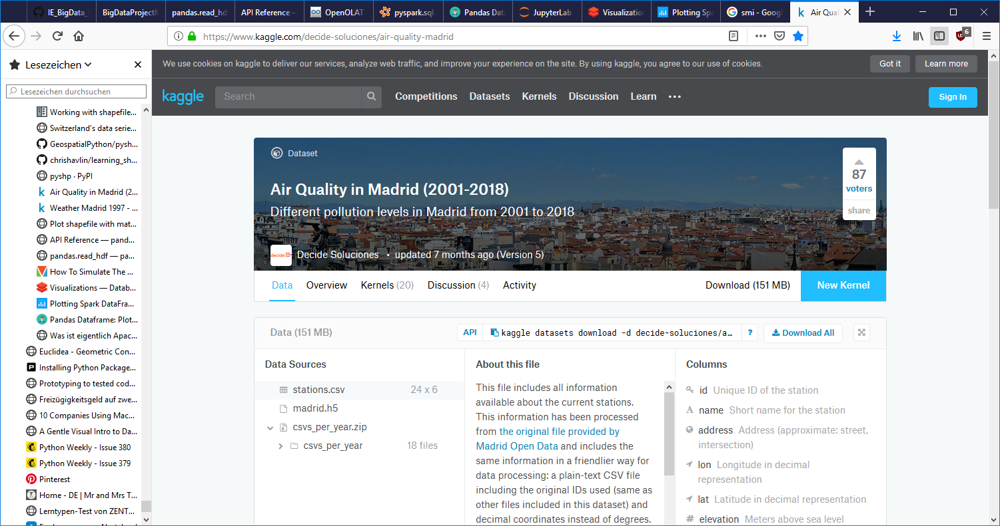 IE_BigData_
BigDataProjectM
pandas.read_hd
API Reference —
OpenOLAT
pyspark.sql
Pandas Data
JupyterLab
Visualization
Plotting Spa
smi - Googl
Air Qual
https://www.kaggle.com/decide-soluciones/air-quality-madrid
6
Lesezeichen
Lesezeichen durchsuchen
Working with shapefile...
Switzerland's data serie...
GeospatialPython/pysh...
chrishavlin/learning_sh...
pyshp · PyPI
Air Quality in Madrid (2...
Weather Madrid 1997 - ...
Plot shapefile with mat...
API Reference — pand...
pandas.read_hdf — pa...
How To Simulate The ...
Visualizations — Datab...
Plotting Spark DataFra...
Pandas Dataframe: Plot...
Was ist eigentlich Apac...
Euclidea - Geometric Con...
Installing Python Package...
Prototyping to tested cod...
Freizügigkeitsgeld auf zwe...
10 Companies Using Mac...
A Gentle Visual Intro to Da...
Python Weekly - Issue 380
Python Weekly - Issue 379
Pinterest
Home - DE | Mr and Mrs T...
Lerntypen-Test von ZENT...
We use cookies on kaggle to deliver our services, analyze web traffic, and improve your experience on the site. By using kaggle, you agree to our use of cookies.
Got it
Learn more
kaggle
Search
Competitions
Datasets
Kernels
Discussion
Learn
Sign In
Dataset
Air Quality in Madrid (2001-2018)
Different pollution levels in Madrid from 2001 to 2018
87
voters
share
decide
Decide Soluciones • updated 7 months ago (Version 5)
Data
Overview
Kernels (20)
Discussion (4)
Activity
Download (151 MB)
New Kernel
Data (151 MB)
API
kaggle datasets download -d decide-soluciones/a…
?
Download All
Data Sources
stations.csv 24 x 6
madrid.h5
csvs_per_year.zip
csvs_per_year 18 files
About this file
This file includes all information
available about the current stations.
This information has been processed
from the original file provided by
Madrid Open Data and includes the
same information in a friendlier way for
data processing: a plain-text CSV file
including the original IDs used (same as
other files included in this dataset) and
decimal coordinates instead of degrees.
Columns
id Unique ID of the station
A name Short name for the station
address Address (approximate: street,
intersection)
lon Longitude in decimal
representation
lat Latitude in decimal representation
# elevation Meters above sea level